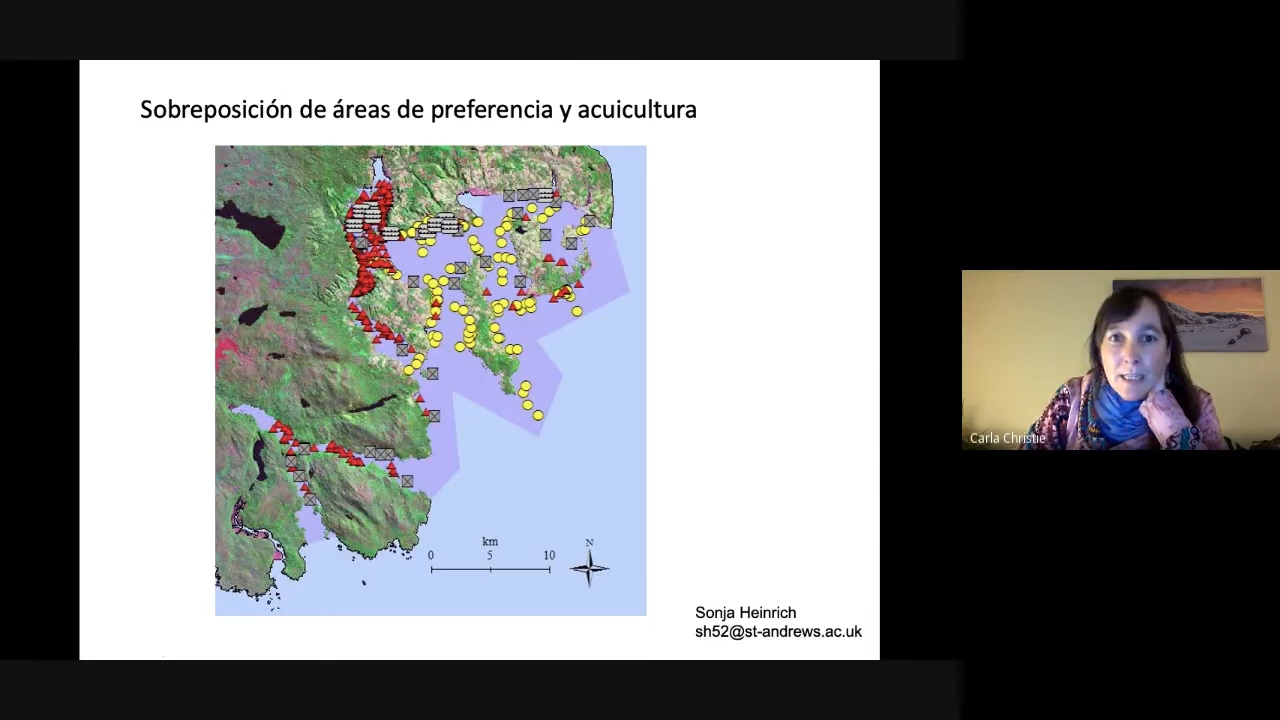 Sobreposición de áreas de preferencia y acuicultura
km
0 5 10
N
Sonja Heinrich
sh52@st-andrews.ac.uk
Carla Christie